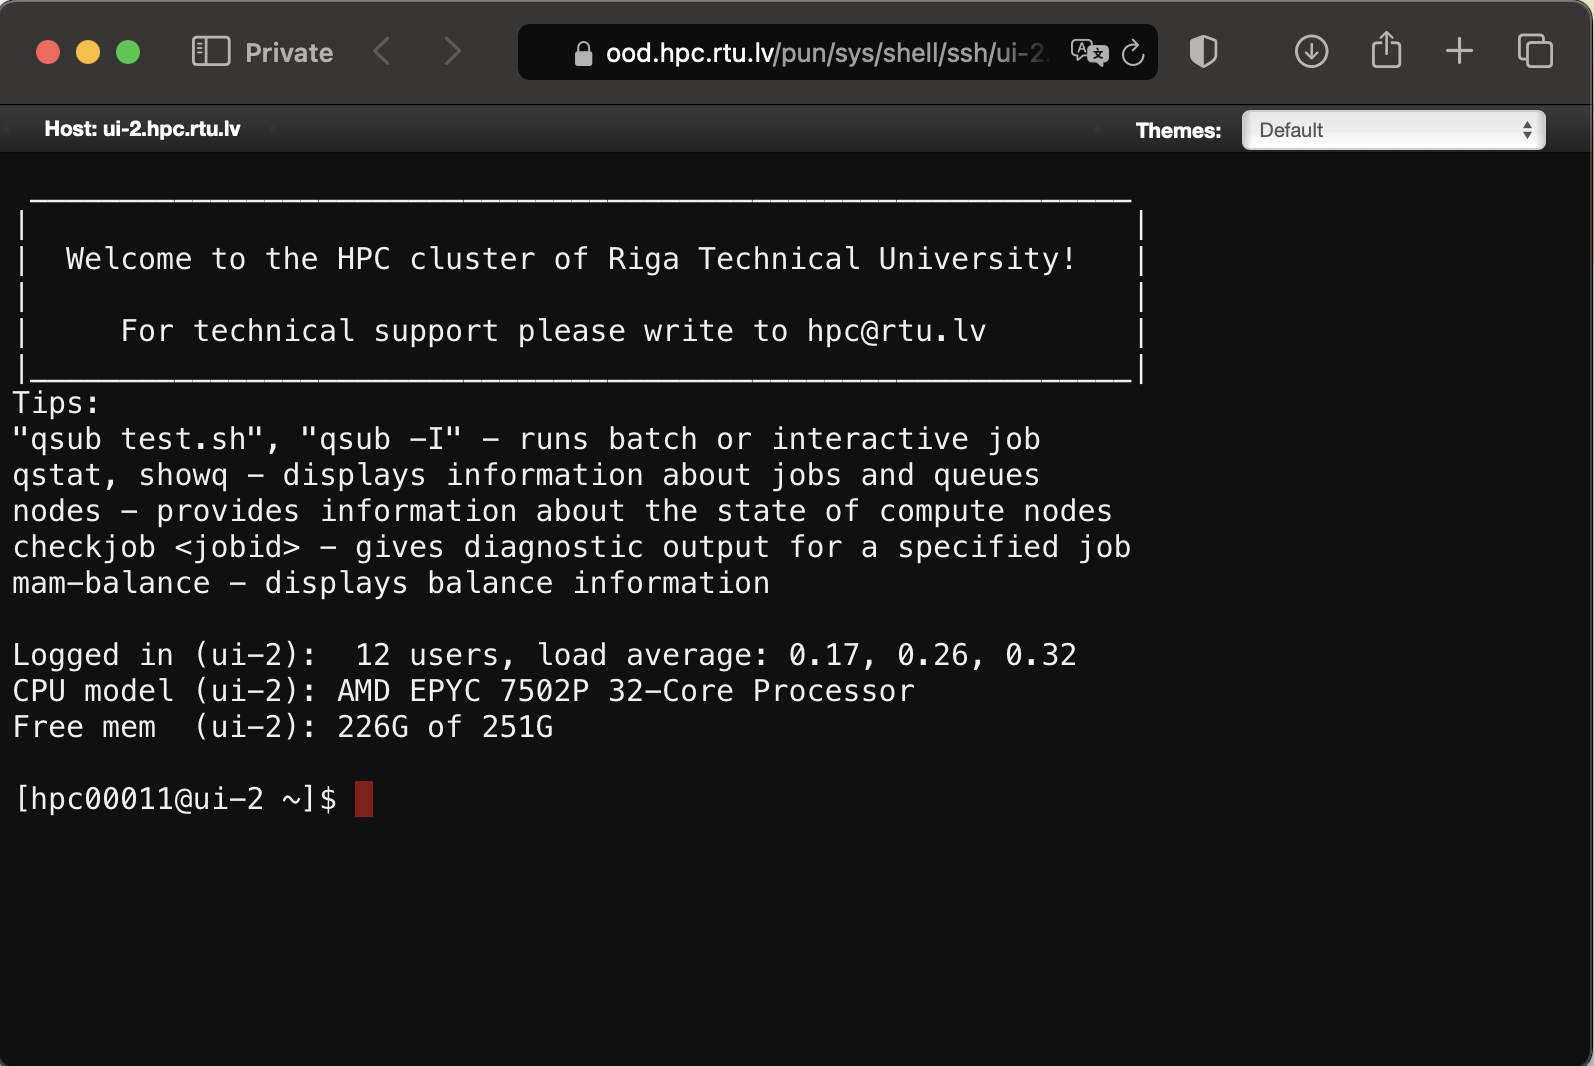 Private
ood.hpc.rtu.lv/pun/sys/shell/ssh/ui-2.
Host: ui-2.hpc.rtu.lv
Themes:
Default
Welcome to the HPC cluster of Riga Technical University!
For technical support please write to hpc@rtu.lv
Tips:
"qsub test.sh", "qsub -I" - runs batch or interactive job
qstat, showq - displays information about jobs and queues
nodes - provides information about the state of compute nodes
checkjob <jobid> - gives diagnostic output for a specified job
mam-balance - displays balance information
Logged in (ui-2):  12 users, load average: 0.17, 0.26, 0.32
CPU model (ui-2): AMD EPYC 7502P 32-Core Processor
Free mem  (ui-2): 226G of 251G
[hpc00011@ui-2 ~]$